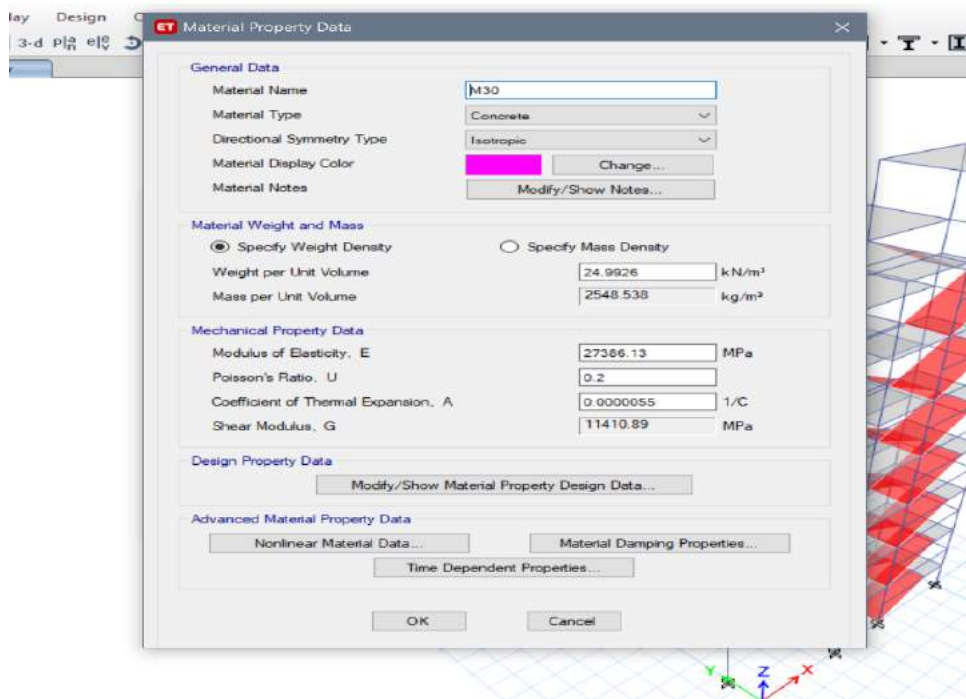 lay Design
3-d
ET Material Property Data
General Data
Material Name M30
Material Type Concrete
Directional Symmetry Type Isotropic
Material Display Color Change...
Material Notes Modify/Show Notes...
Material Weight and Mass
Specify Weight Density Specify Mass Density
Weight per Unit Volume 24.9926 kN/m³
Mass per Unit Volume 2548.538 kg/m³
Mechanical Property Data
Modulus of Elasticity, E 27386.13 MPa
Poisson's Ratio, U 0.2
Coefficient of Thermal Expansion, A 0.0000055 1/C
Shear Modulus, G 11410.89 MPa
Design Property Data
Modify/Show Material Property Design Data...
Advanced Material Property Data
Nonlinear Material Data... Material Damping Properties...
Time Dependent Properties...
OK Cancel
Y Z X